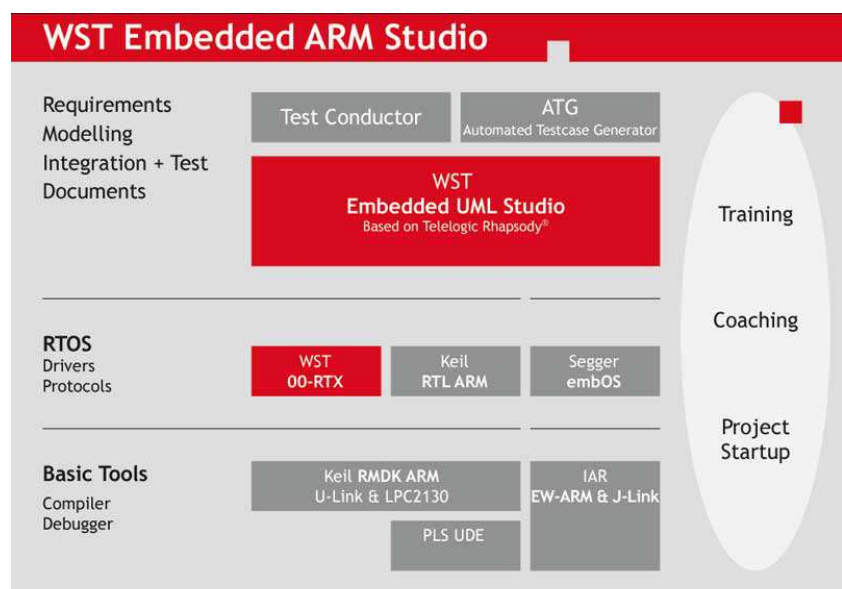 WST Embedded ARM Studio
Requirements
Modelling
Integration + Test
Documents
Test Conductor
ATG
Automated Testcase Generator
WST
Embedded UML Studio
Based on Telelogic Rhapsody®
Training
Coaching
Project
Startup
RTOS
Drivers
Protocols
WST
OO-RTX
Keil
RTL ARM
Segger
embOS
Basic Tools
Compiler
Debugger
Keil RMDK ARM
U-Link & LPC2130
IAR
EW-ARM & J-Link
PLS UDE